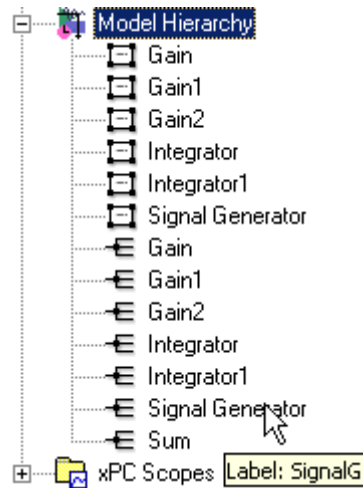 Model Hierarchy
Gain
Gain1
Gain2
Integrator
Integrator1
Signal Generator
Gain
Gain1
Gain2
Integrator
Integrator1
Signal Generator
Sum
xPC Scopes Label: SignalG